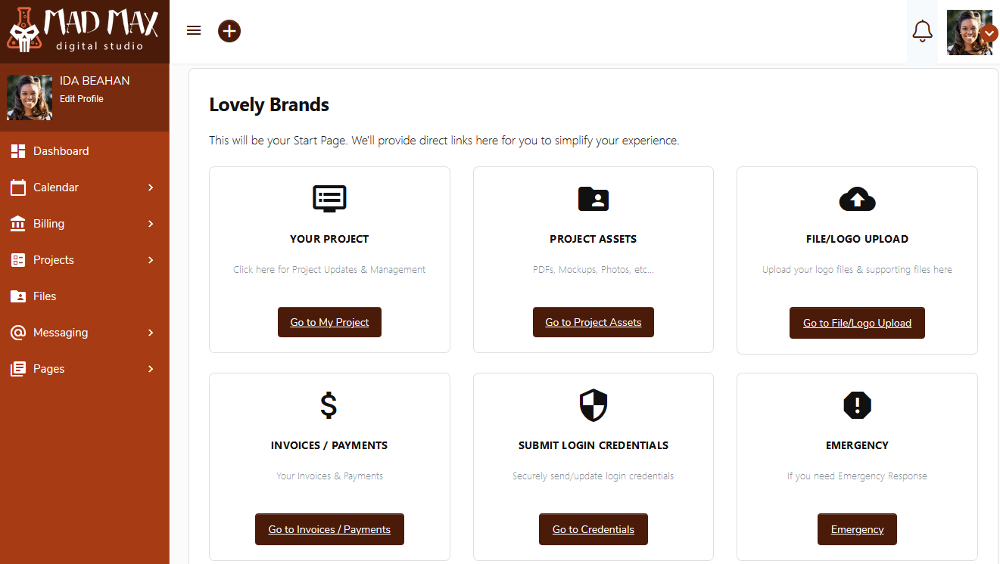 MAD MAX
digital studio
IDA BEAHAN
Edit Profile
Dashboard
Calendar
Billing
Projects
Files
Messaging
Pages
Lovely Brands
This will be your Start Page. We'll provide direct links here for you to simplify your experience.
YOUR PROJECT
Click here for Project Updates & Management
Go to My Project
PROJECT ASSETS
PDFs, Mockups, Photos, etc...
Go to Project Assets
FILE/LOGO UPLOAD
Upload your logo files & supporting files here
Go to File/Logo Upload
INVOICES / PAYMENTS
Your Invoices & Payments
Go to Invoices / Payments
SUBMIT LOGIN CREDENTIALS
Securely send/update login credentials
Go to Credentials
EMERGENCY
If you need Emergency Response
Emergency